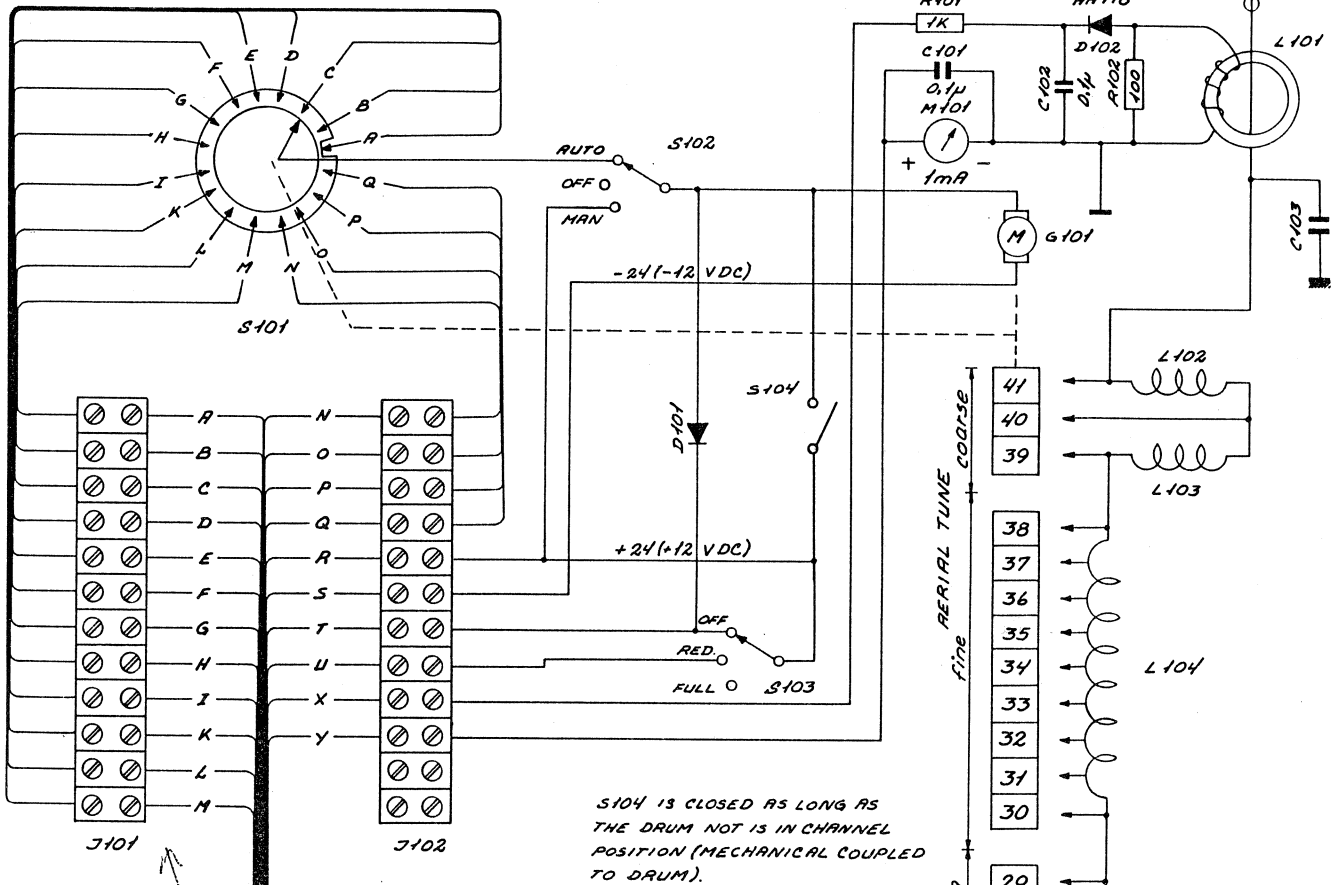 1K
D102
L101
C101
0,1µ
C102
0,1µ
R102
100
M101
+
-
1mA
C103
E
D
F
C
G
B
H
A
I
Q
K
P
L
O
M
N
S101
AUTO
S102
OFF
MAN
M
G101
-24(-12 VDC)
D101
S104
+24(+12 VDC)
OFF
RED.
FULL
S103
A
B
C
D
E
F
G
H
I
K
L
M
J101
N
O
P
Q
R
S
T
U
X
Y
J102
AERIAL TUNE
coarse
fine
41
40
39
38
37
36
35
34
33
32
31
30
29
L102
L103
L104
S104 IS CLOSED AS LONG AS
THE DRUM NOT IS IN CHANNEL
POSITION (MECHANICAL COUPLED
TO DRUM).